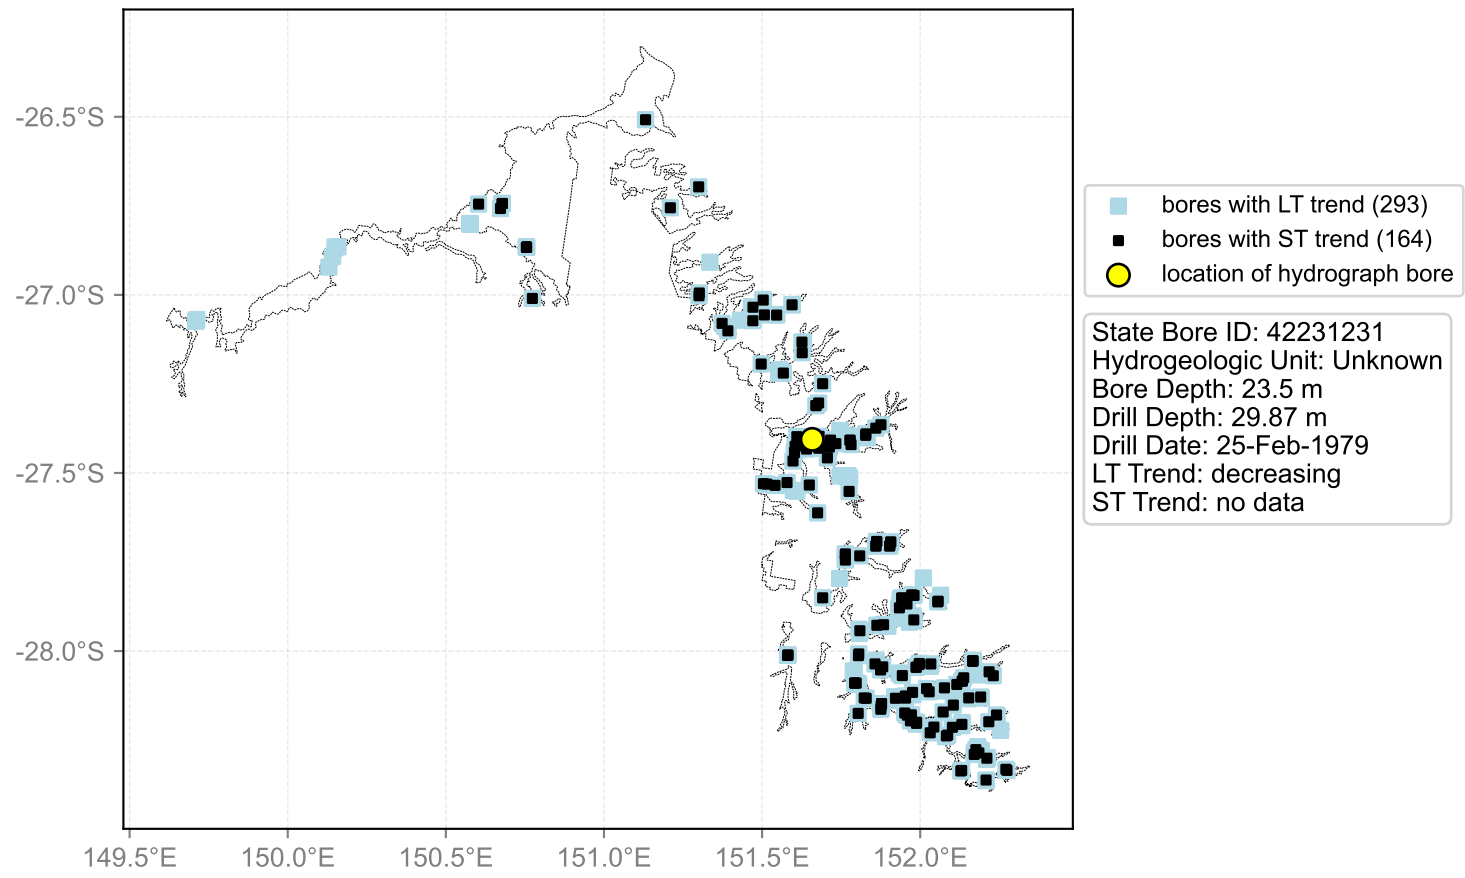 -26.5°S
-27.0°S
-27.5°S
-28.0°S
149.5°E
150.0°E
150.5°E
151.0°E
151.5°E
152.0°E
bores with LT trend (293)
bores with ST trend (164)
location of hydrograph bore
State Bore ID: 42231231
Hydrogeologic Unit: Unknown
Bore Depth: 23.5 m
Drill Depth: 29.87 m
Drill Date: 25-Feb-1979
LT Trend: decreasing
ST Trend: no data